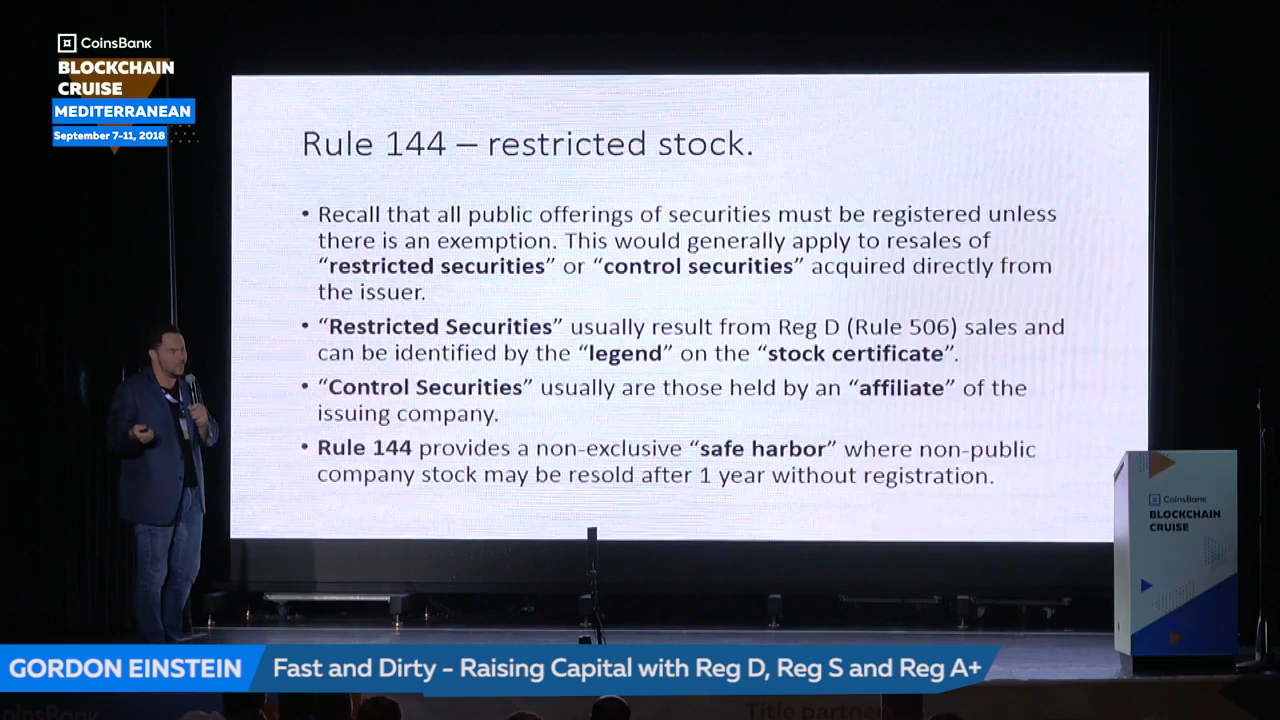 CoinsBank
BLOCKCHAIN
CRUISE
MEDITERRANEAN
September 7-11, 2018
Rule 144 – restricted stock.
• Recall that all public offerings of securities must be registered unless
there is an exemption. This would generally apply to resales of
“restricted securities” or “control securities” acquired directly from
the issuer.
• “Restricted Securities” usually result from Reg D (Rule 506) sales and
can be identified by the “legend” on the “stock certificate”.
• “Control Securities” usually are those held by an “affiliate” of the
issuing company.
• Rule 144 provides a non-exclusive “safe harbor” where non-public
company stock may be resold after 1 year without registration.
CoinsBank
BLOCKCHAIN
CRUISE
GORDON EINSTEIN
Fast and Dirty – Raising Capital with Reg D, Reg S and Reg A+
CoinsBank
Title partner